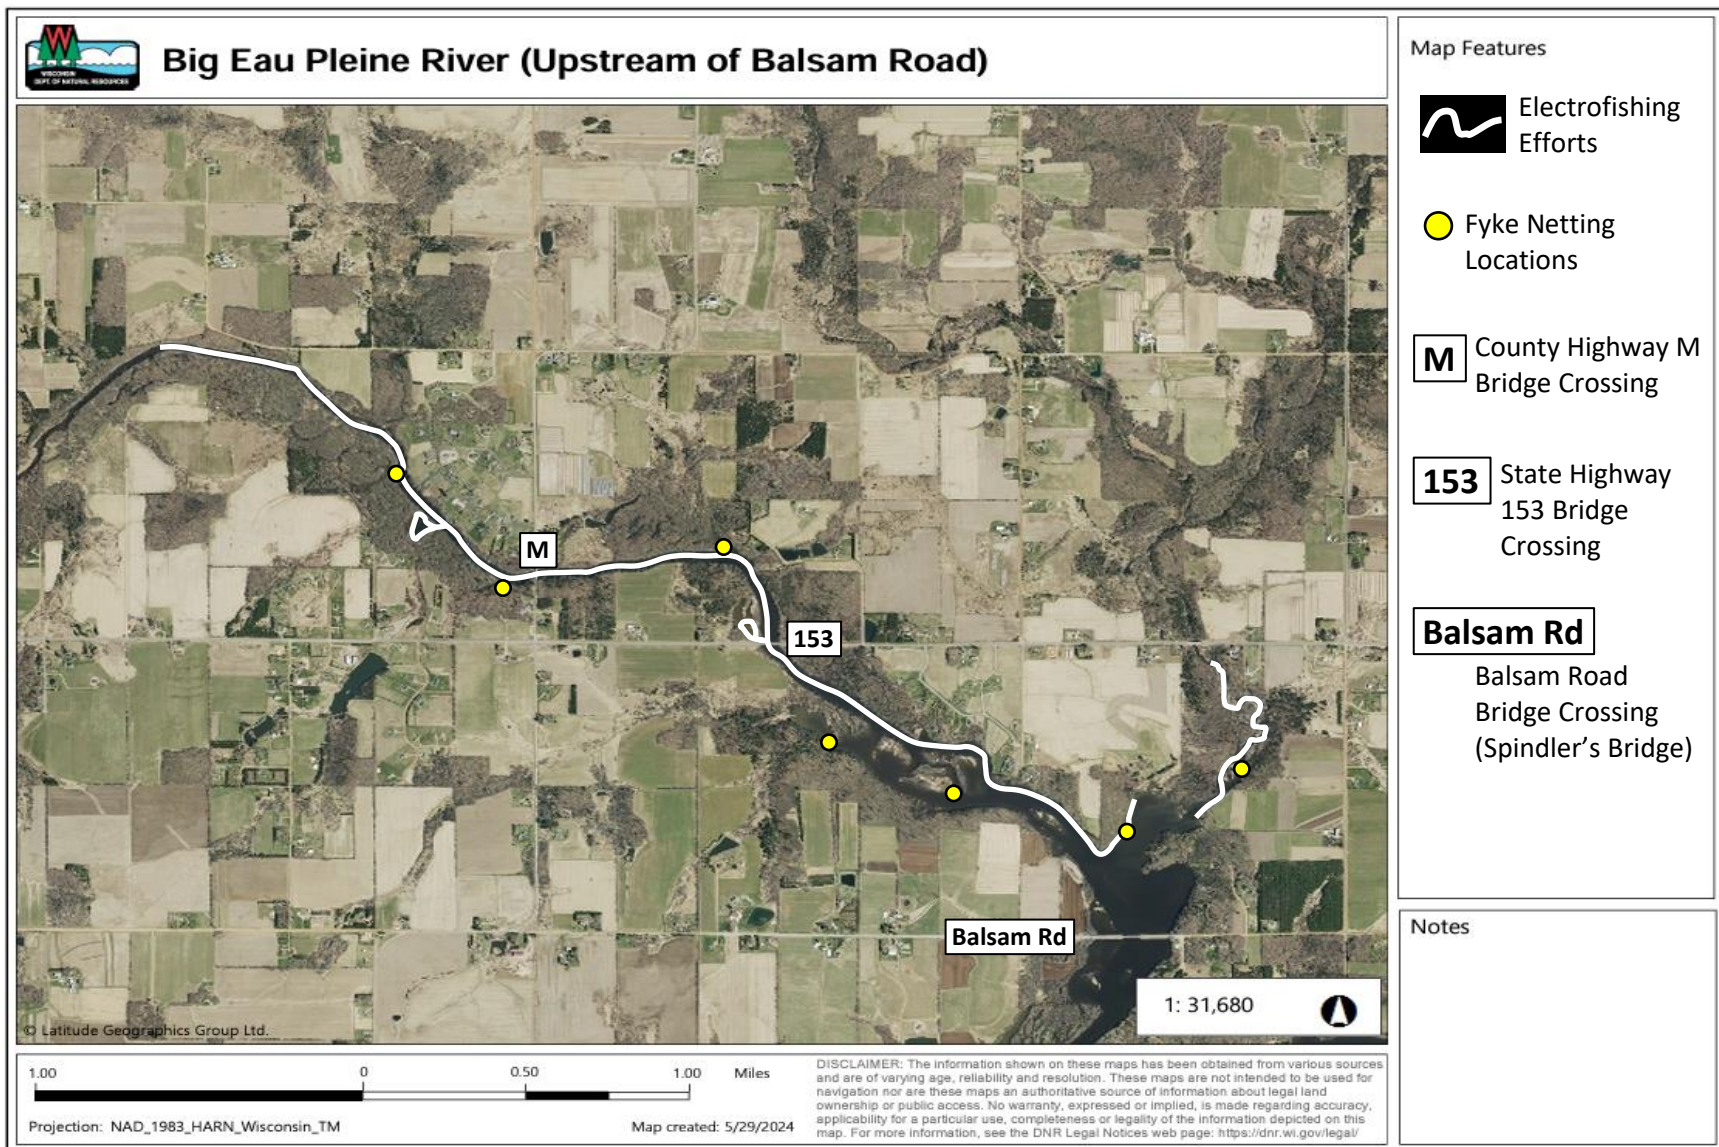 W
WISCONSIN
DEPT. OF NATURAL RESOURCES
Big Eau Pleine River (Upstream of Balsam Road)
M
153
Balsam Rd
1: 31,680
© Latitude Geographics Group Ltd.
Map Features
Electrofishing
Efforts
Fyke Netting
Locations
M
County Highway M
Bridge Crossing
153
State Highway
153 Bridge
Crossing
Balsam Rd
Balsam Road
Bridge Crossing
(Spindler’s Bridge)
Notes
1.00 0 0.50 1.00 Miles
Projection: NAD_1983_HARN_Wisconsin_TM
Map created: 5/29/2024
DISCLAIMER: The information shown on these maps has been obtained from various sources
and are of varying age, reliability and resolution. These maps are not intended to be used for
navigation nor are these maps an authoritative source of information about legal land
ownership or public access. No warranty, expressed or implied, is made regarding accuracy,
applicability for a particular use, completeness or legality of the information depicted on this
map. For more information, see the DNR Legal Notices web page: https://dnr.wi.gov/legal/